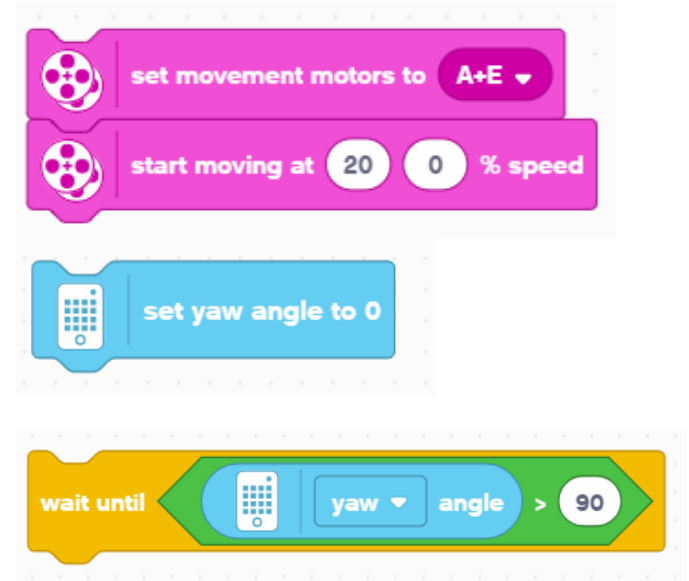 set movement motors to A+E
start moving at 20 0 % speed
set yaw angle to 0
wait until yaw angle > 90